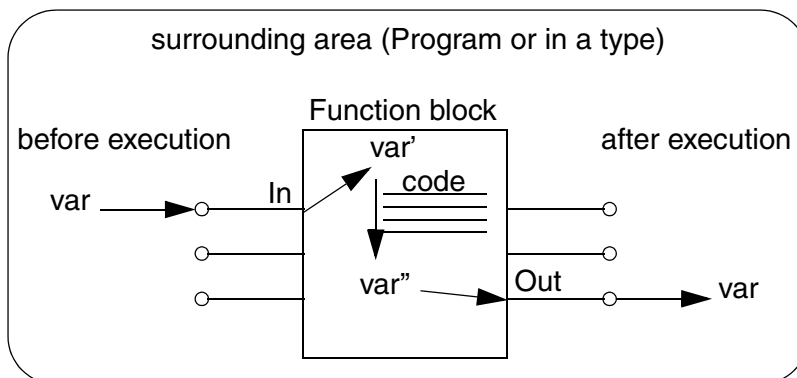 surrounding area (Program or in a type)
Function block
before execution
after execution
var'
code
In
var
var”
Out
var